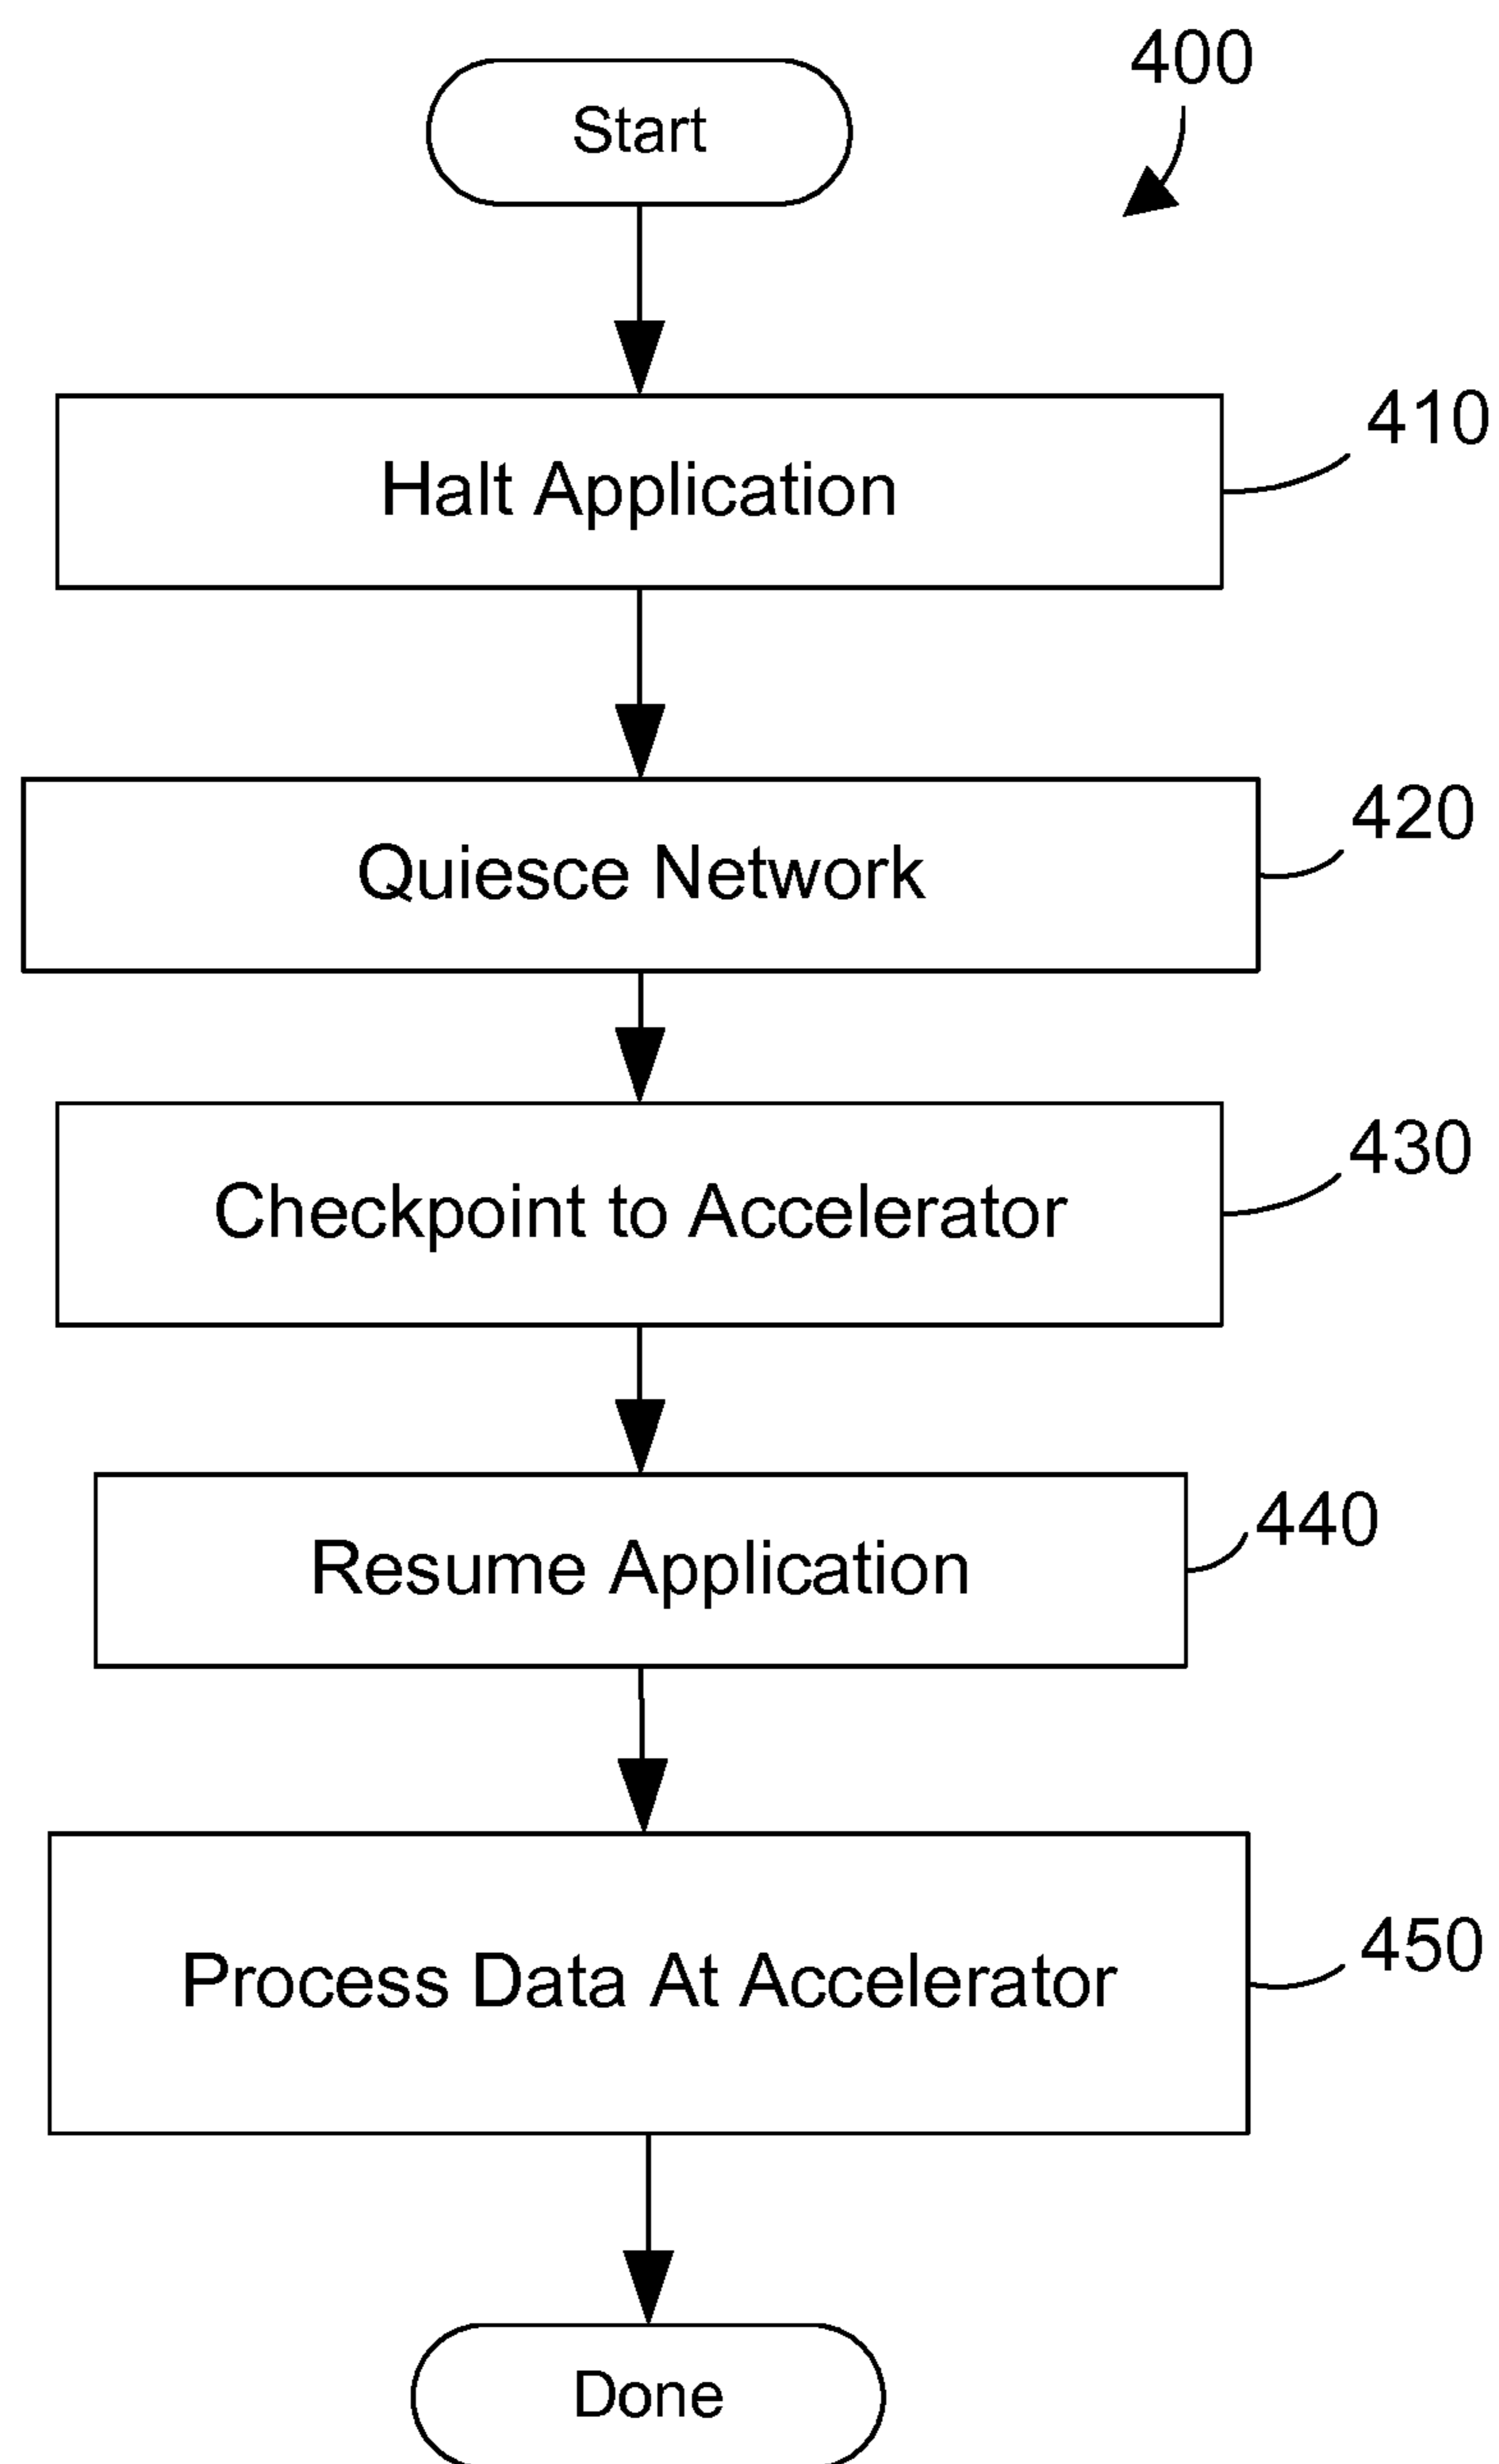 400
Start
Halt Application
410
Quiesce Network
420
Checkpoint to Accelerator
430
Resume Application
440
Process Data At Accelerator
450
Done